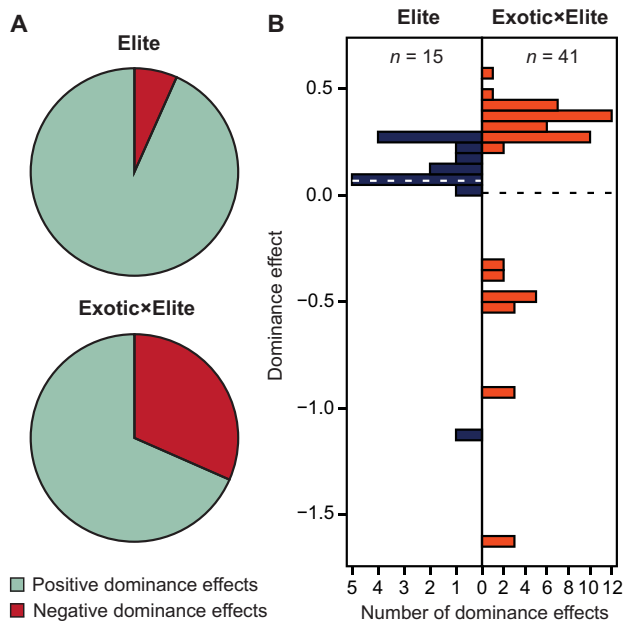 A
Elite
Exotic×Elite
Positive dominance effects
Negative dominance effects
B
Elite
Exotic×Elite
n = 15
n = 41
Dominance effect
0.5
0.0
−0.5
−1.0
−1.5
5 4 3 2 1 0 2 4 6 8 10 12
Number of dominance effects